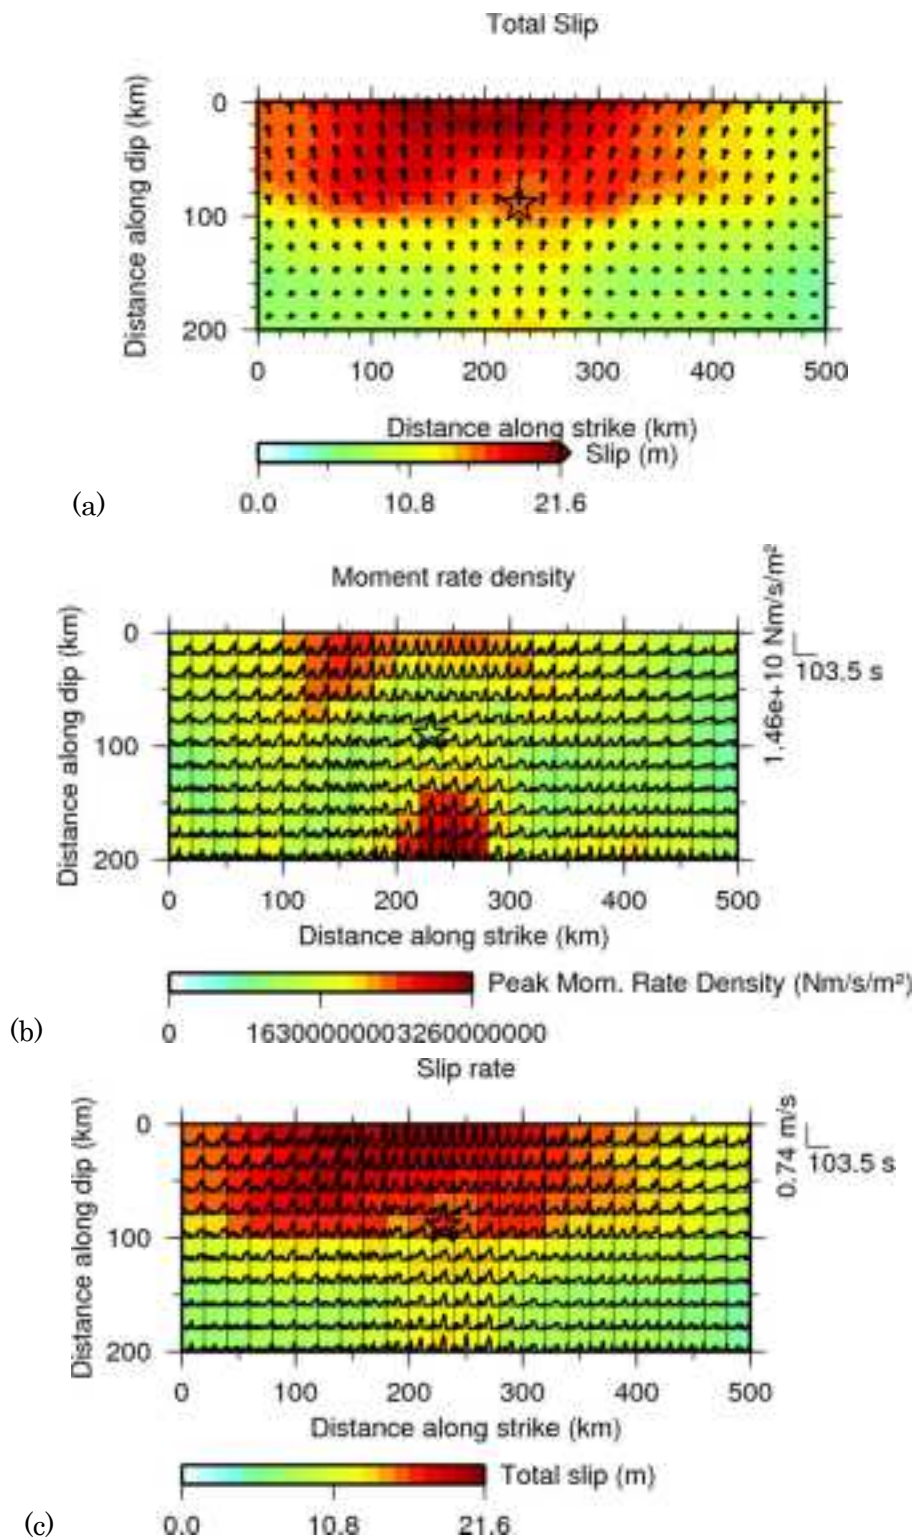 Total Slip
Distance along dip (km)
0
100
200
0 100 200 300 400 500
Distance along strike (km)
Slip (m)
0.0 10.8 21.6
(a)
Moment rate density
Distance along dip (km)
0
100
200
1.46e+10 Nm/s/m²
103.5 s
0 100 200 300 400 500
Distance along strike (km)
Peak Mom. Rate Density (Nm/s/m²)
0 16300000003260000000
(b)
Slip rate
Distance along dip (km)
0
100
200
0.74 m/s
103.5 s
0 100 200 300 400 500
Distance along strike (km)
Total slip (m)
0.0 10.8 21.6
(c)